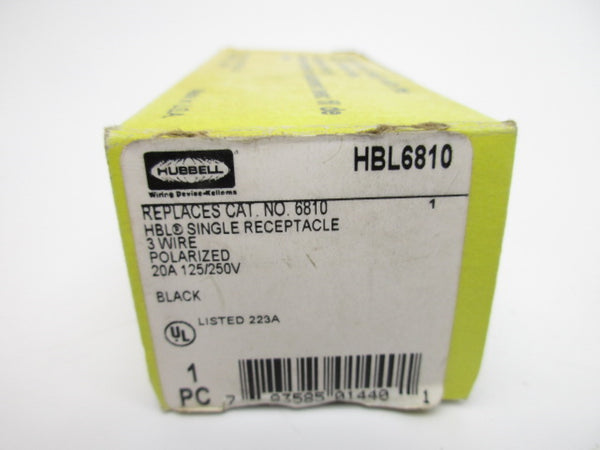 HUBBELL
HBL6810
Wiring Device-Kellems
REPLACES CAT. NO. 6810 1
HBL® SINGLE RECEPTACLE
3 WIRE
POLARIZED
20A 125/250V
BLACK
UL LISTED 223A
1
PC
7 83585 01440 1